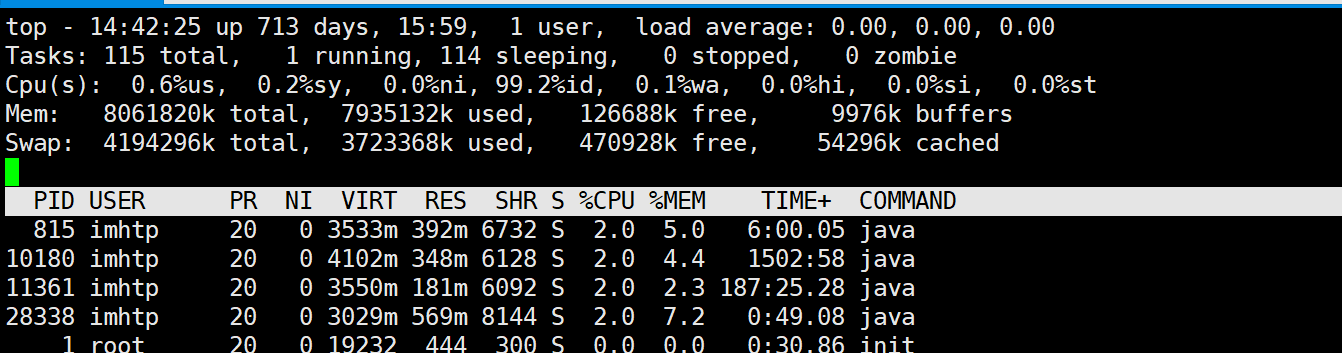 top - 14:42:25 up 713 days, 15:59,  1 user,  load average: 0.00, 0.00, 0.00
Tasks: 115 total,   1 running, 114 sleeping,   0 stopped,   0 zombie
Cpu(s):  0.6%us,  0.2%sy,  0.0%ni, 99.2%id,  0.1%wa,  0.0%hi,  0.0%si,  0.0%st
Mem:   8061820k total,  7935132k used,   126688k free,     9976k buffers
Swap:  4194296k total,  3723368k used,   470928k free,    54296k cached
  PID USER      PR  NI  VIRT  RES  SHR S %CPU %MEM    TIME+  COMMAND
  815 imhtp     20   0 3533m 392m 6732 S  2.0  5.0   6:00.05 java
10180 imhtp     20   0 4102m 348m 6128 S  2.0  4.4   1502:58 java
11361 imhtp     20   0 3550m 181m 6092 S  2.0  2.3 187:25.28 java
28338 imhtp     20   0 3029m 569m 8144 S  2.0  7.2   0:49.08 java
    1 root      20   0 19232  444  300 S  0.0  0.0   0:30.86 init